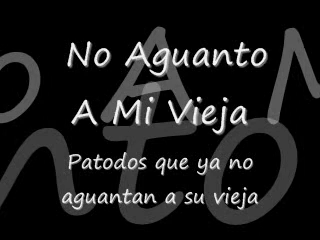 No Aguanto
A Mi Vieja
Patodos que ya no
aguantan a su vieja